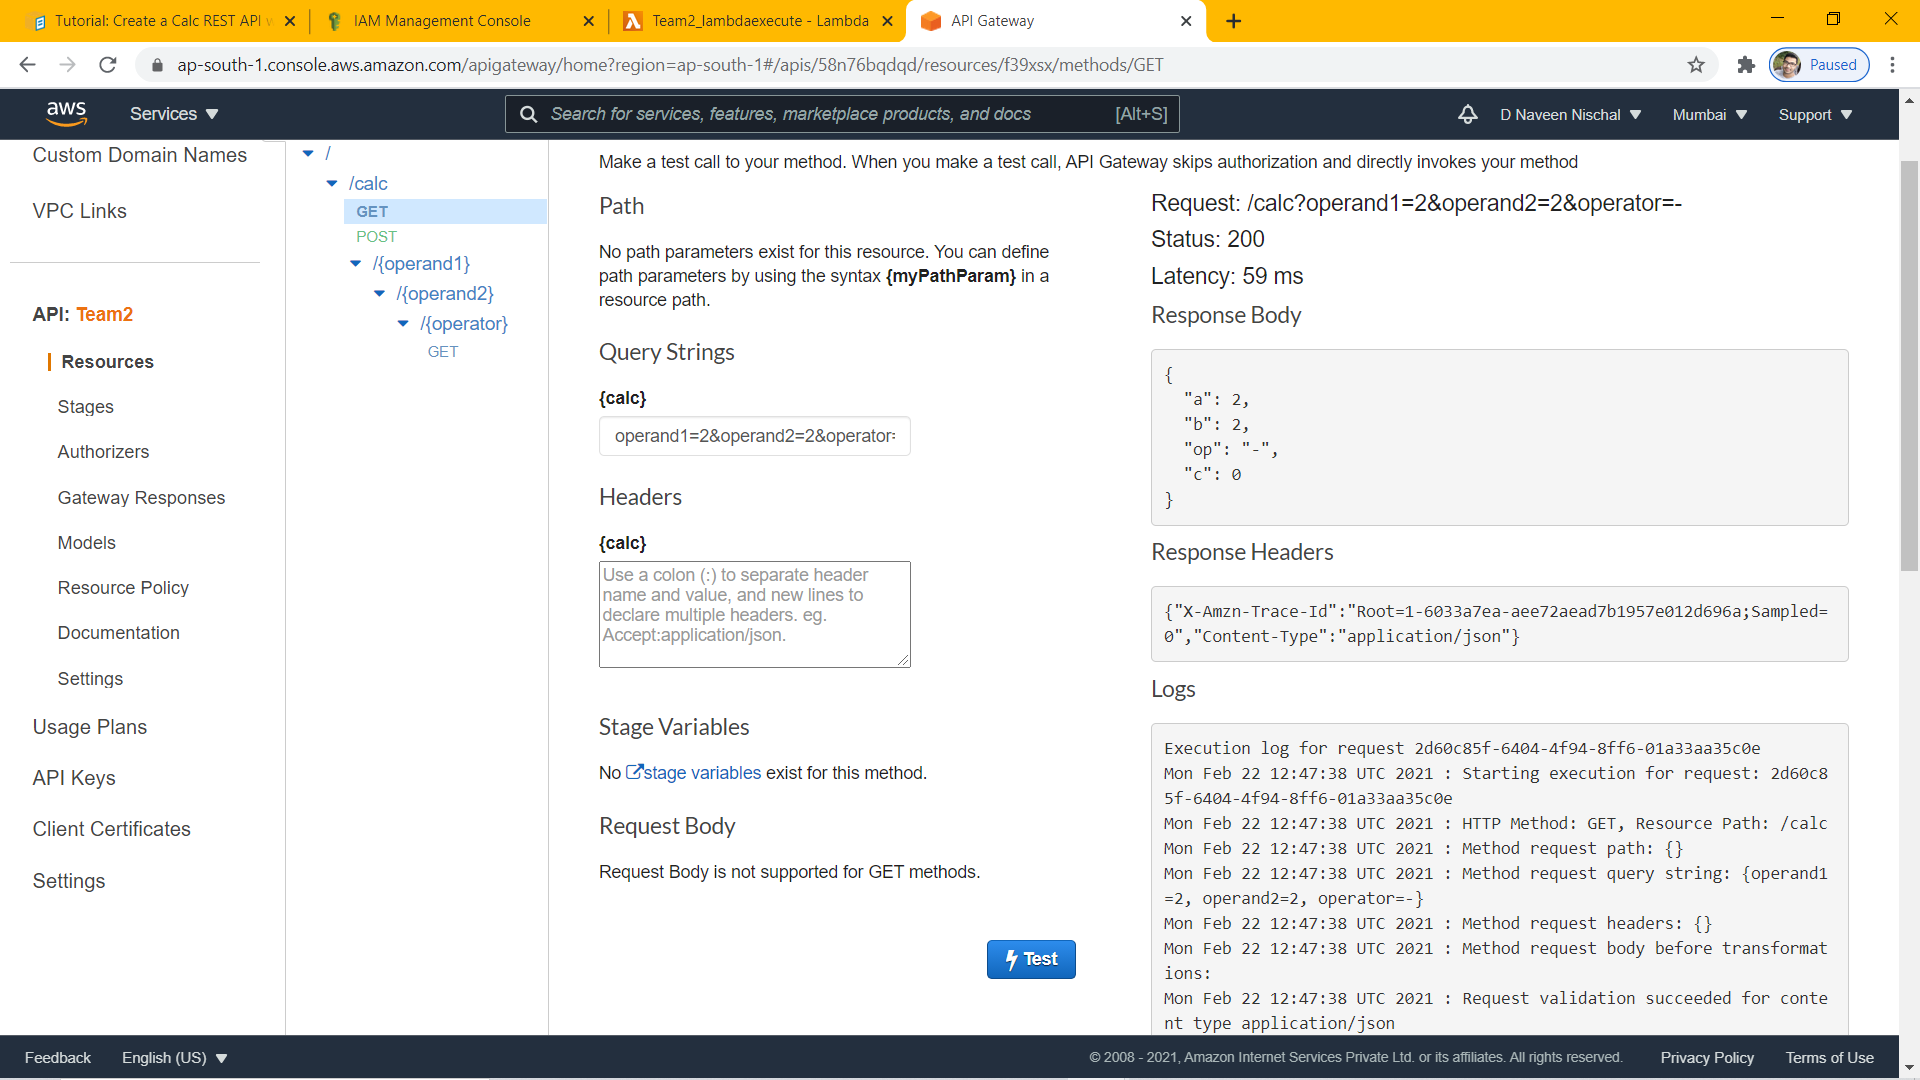 Tutorial: Create a Calc REST API w
IAM Management Console
Team2_lambdaexecute - Lambda
API Gateway
ap-south-1.console.aws.amazon.com/apigateway/home?region=ap-south-1#/apis/58n76bqdqd/resources/f39xsx/methods/GET
Paused
aws
Services
Search for services, features, marketplace products, and docs
[Alt+S]
D Naveen Nischal
Mumbai
Support
Custom Domain Names
VPC Links
API: Team2
Resources
Stages
Authorizers
Gateway Responses
Models
Resource Policy
Documentation
Settings
Usage Plans
API Keys
Client Certificates
Settings
/
/calc
GET
POST
/{operand1}
/{operand2}
/{operator}
GET
Make a test call to your method. When you make a test call, API Gateway skips authorization and directly invokes your method
Path
No path parameters exist for this resource. You can define
path parameters by using the syntax {myPathParam} in a
resource path.
Query Strings
{calc}
operand1=2&operand2=2&operator=
Headers
{calc}
Use a colon (:) to separate header
name and value, and new lines to
declare multiple headers. eg.
Accept:application/json.
Stage Variables
No stage variables exist for this method.
Request Body
Request Body is not supported for GET methods.
Test
Request: /calc?operand1=2&operand2=2&operator=-
Status: 200
Latency: 59 ms
Response Body
{
"a": 2,
"b": 2,
"op": "-",
"c": 0
}
Response Headers
{"X-Amzn-Trace-Id":"Root=1-6033a7ea-aee72aead7b1957e012d696a;Sampled=
0","Content-Type":"application/json"}
Logs
Execution log for request 2d60c85f-6404-4f94-8ff6-01a33aa35c0e
Mon Feb 22 12:47:38 UTC 2021 : Starting execution for request: 2d60c8
5f-6404-4f94-8ff6-01a33aa35c0e
Mon Feb 22 12:47:38 UTC 2021 : HTTP Method: GET, Resource Path: /calc
Mon Feb 22 12:47:38 UTC 2021 : Method request path: {}
Mon Feb 22 12:47:38 UTC 2021 : Method request query string: {operand1
=2, operand2=2, operator=-}
Mon Feb 22 12:47:38 UTC 2021 : Method request headers: {}
Mon Feb 22 12:47:38 UTC 2021 : Method request body before transformat
ions:
Mon Feb 22 12:47:38 UTC 2021 : Request validation succeeded for conte
nt type application/json
Feedback
English (US)
© 2008 - 2021, Amazon Internet Services Private Ltd. or its affiliates. All rights reserved.
Privacy Policy
Terms of Use